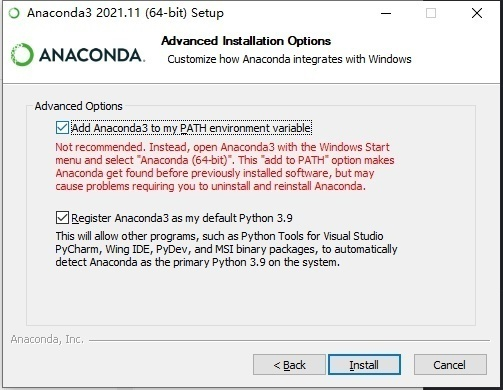 Anaconda3 2021.11 (64-bit) Setup
ANACONDA.
Advanced Installation Options
Customize how Anaconda integrates with Windows
Advanced Options
Add Anaconda3 to my PATH environment variable
Not recommended. Instead, open Anaconda3 with the Windows Start
menu and select "Anaconda (64-bit)". This "add to PATH" option makes
Anaconda get found before previously installed software, but may
cause problems requiring you to uninstall and reinstall Anaconda.
Register Anaconda3 as my default Python 3.9
This will allow other programs, such as Python Tools for Visual Studio
PyCharm, Wing IDE, PyDev, and MSI binary packages, to automatically
detect Anaconda as the primary Python 3.9 on the system.
Anaconda, Inc.
< Back
Install
Cancel